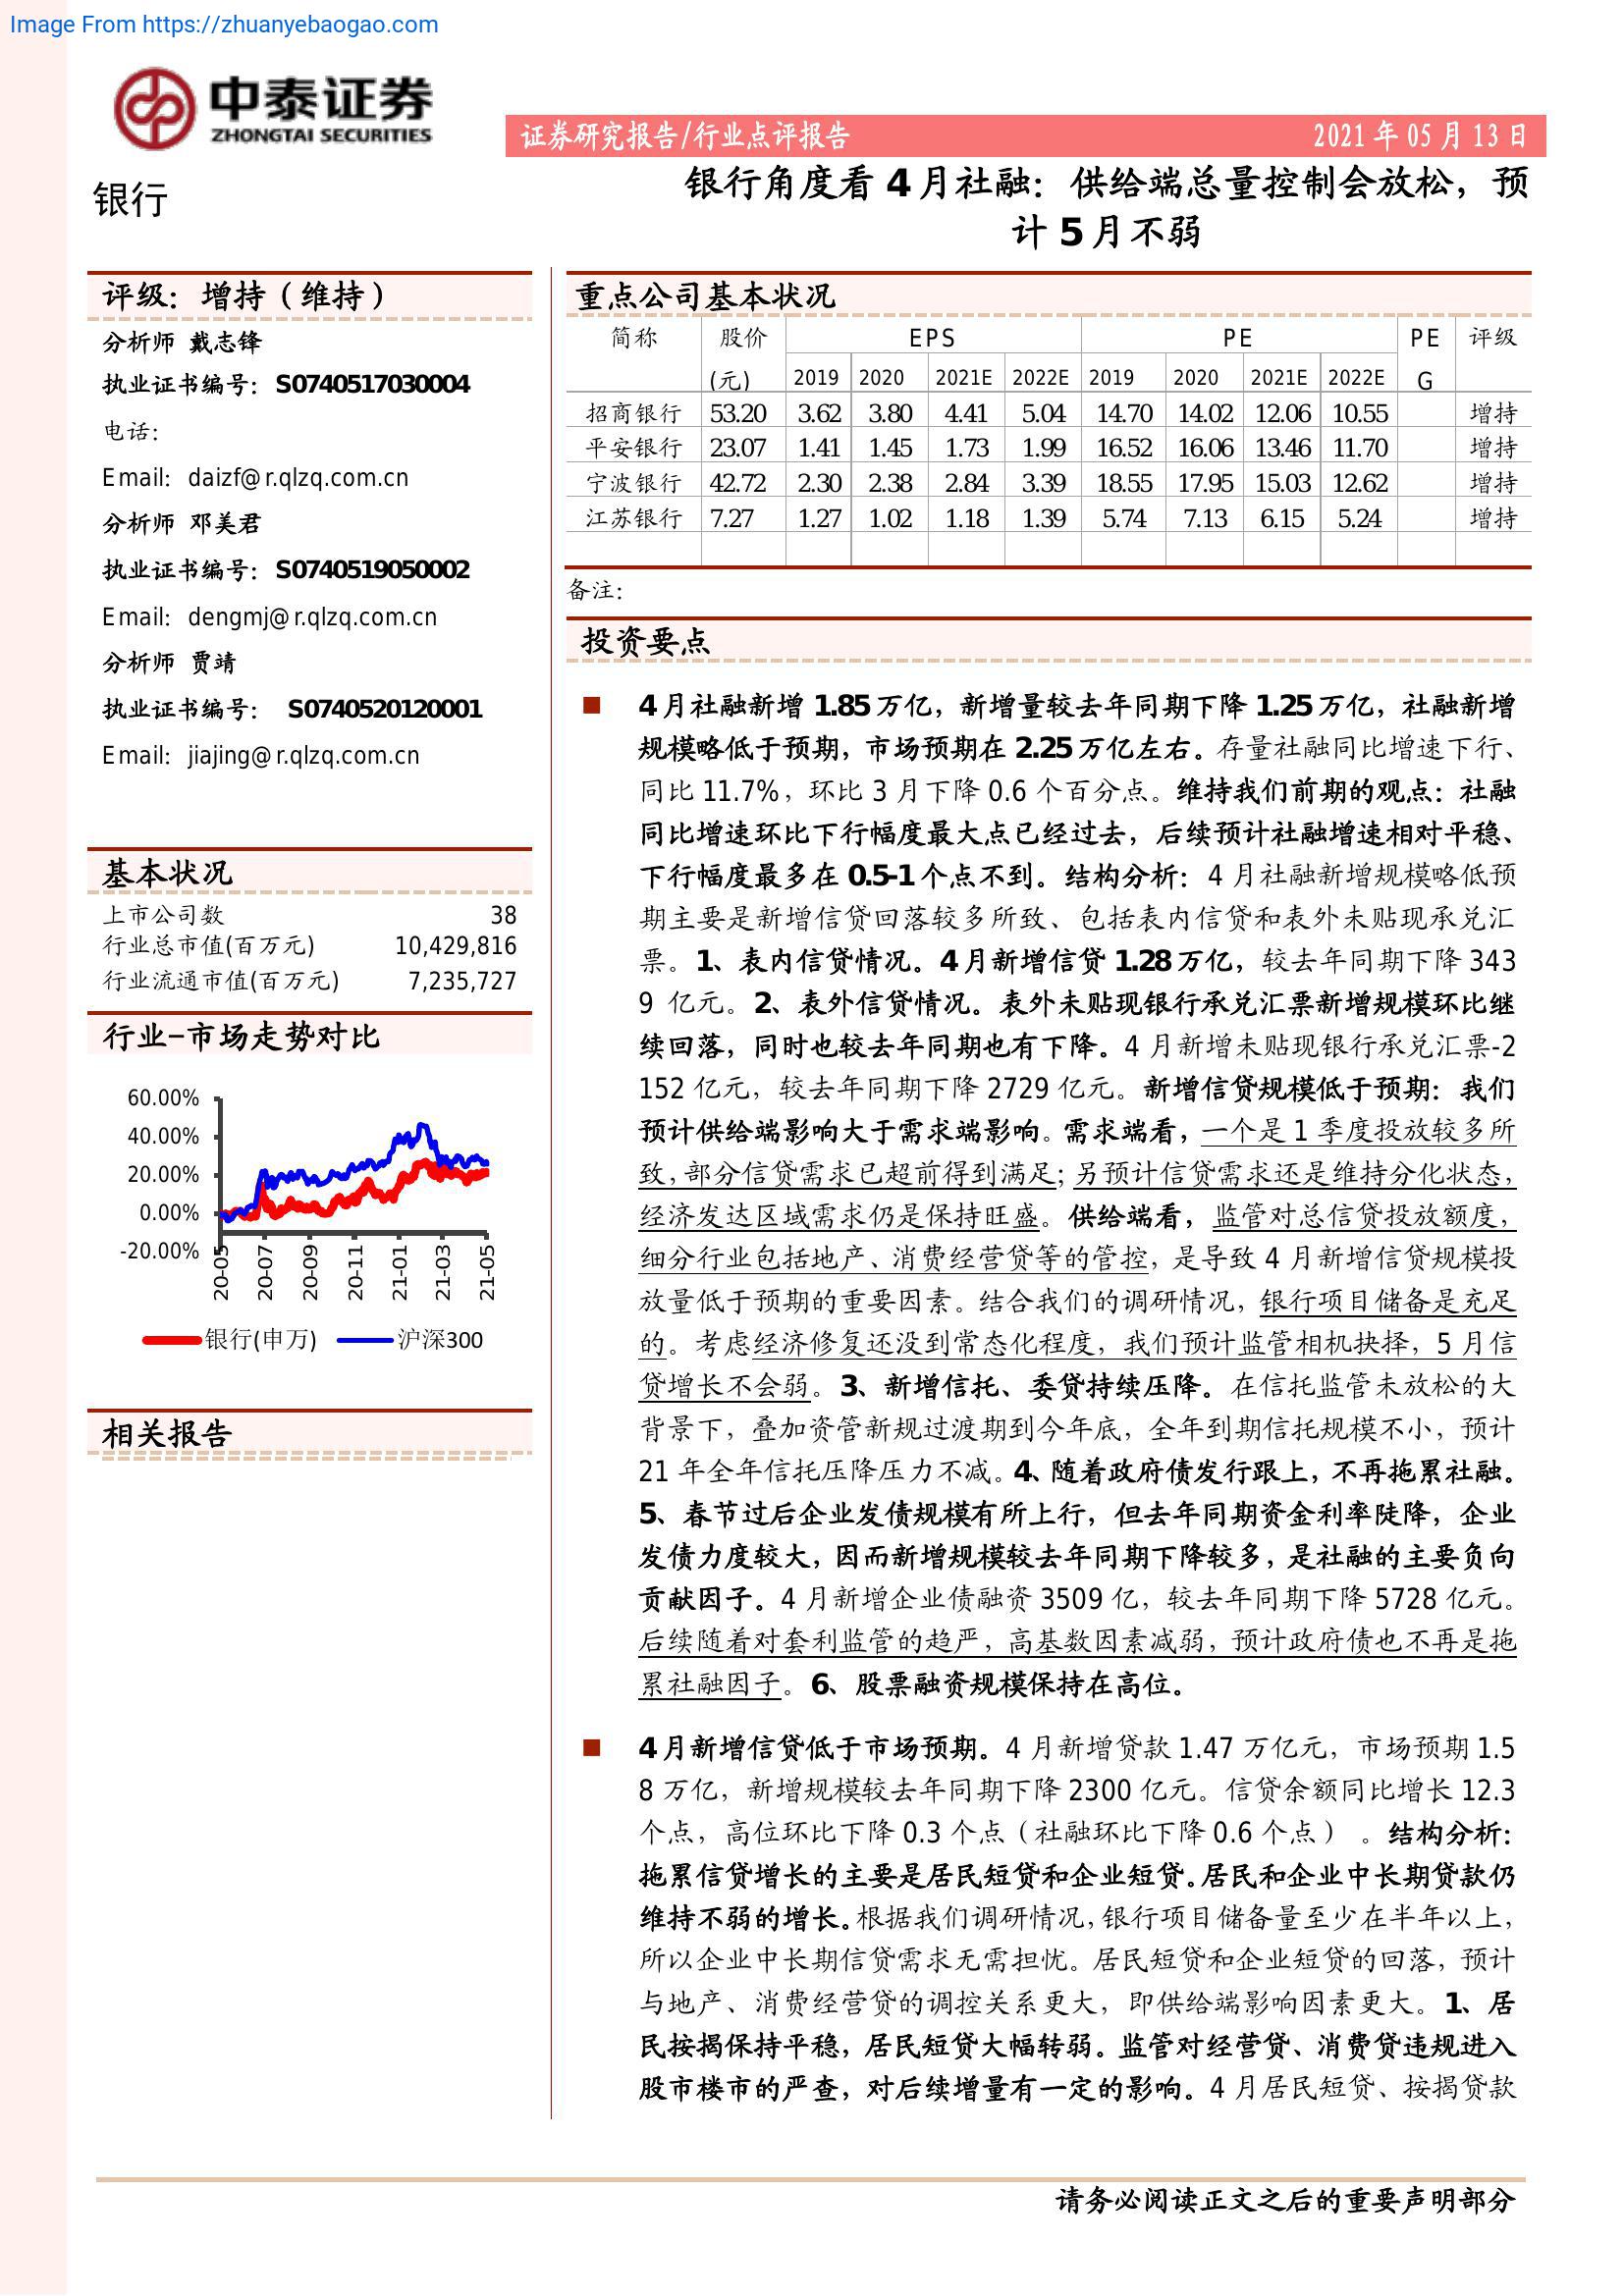 Image From https://zhuanyebaogao.com
中泰证券
ZHONGTAI SECURITIES
证券研究报告/行业点评报告 2021 年 05 月 13 日
银行
银行角度看 4 月社融：供给端总量控制会放松，预
计 5 月不弱
评级：增持（维持）
分析师 戴志锋
执业证书编号：S0740517030004
电话：
Email：daizf@r.qlzq.com.cn
分析师 邓美君
执业证书编号：S0740519050002
Email：dengmj@r.qlzq.com.cn
分析师 贾靖
执业证书编号： S0740520120001
Email：jiajing@r.qlzq.com.cn
基本状况
上市公司数 38
行业总市值(百万元) 10,429,816
行业流通市值(百万元) 7,235,727
行业-市场走势对比
60.00%
40.00%
20.00%
0.00%
-20.00%
20-05 20-07 20-09 20-11 21-01 21-03 21-05
银行(申万) 沪深300
相关报告
重点公司基本状况
简称 股价 EPS PE PE 评级
(元) 2019 2020 2021E 2022E 2019 2020 2021E 2022E G
招商银行 53.20 3.62 3.80 4.41 5.04 14.70 14.02 12.06 10.55 增持
平安银行 23.07 1.41 1.45 1.73 1.99 16.52 16.06 13.46 11.70 增持
宁波银行 42.72 2.30 2.38 2.84 3.39 18.55 17.95 15.03 12.62 增持
江苏银行 7.27 1.27 1.02 1.18 1.39 5.74 7.13 6.15 5.24 增持
备注：
投资要点
■ 4 月社融新增 1.85 万亿，新增量较去年同期下降 1.25 万亿，社融新增
规模略低于预期，市场预期在 2.25 万亿左右。存量社融同比增速下行、
同比 11.7%，环比 3 月下降 0.6 个百分点。维持我们前期的观点：社融
同比增速环比下行幅度最大点已经过去，后续预计社融增速相对平稳、
下行幅度最多在 0.5-1 个点不到。结构分析：4 月社融新增规模略低预
期主要是新增信贷回落较多所致、包括表内信贷和表外未贴现承兑汇
票。1、表内信贷情况。4 月新增信贷 1.28 万亿，较去年同期下降 343
9 亿元。2、表外信贷情况。表外未贴现银行承兑汇票新增规模环比继
续回落，同时也较去年同期也有下降。4 月新增未贴现银行承兑汇票-2
152 亿元，较去年同期下降 2729 亿元。新增信贷规模低于预期：我们
预计供给端影响大于需求端影响。需求端看，一个是 1 季度投放较多所
致，部分信贷需求已超前得到满足；另预计信贷需求还是维持分化状态，
经济发达区域需求仍是保持旺盛。供给端看，监管对总信贷投放额度，
细分行业包括地产、消费经营贷等的管控，是导致 4 月新增信贷规模投
放量低于预期的重要因素。结合我们的调研情况，银行项目储备是充足
的。考虑经济修复还没到常态化程度，我们预计监管相机抉择，5 月信
贷增长不会弱。3、新增信托、委贷持续压降。在信托监管未放松的大
背景下，叠加资管新规过渡期到今年底，全年到期信托规模不小，预计
21 年全年信托压降压力不减。4、随着政府债发行跟上，不再拖累社融。
5、春节过后企业发债规模有所上行，但去年同期资金利率陡降，企业
发债力度较大，因而新增规模较去年同期下降较多，是社融的主要负向
贡献因子。4 月新增企业债融资 3509 亿，较去年同期下降 5728 亿元。
后续随着对套利监管的趋严，高基数因素减弱，预计政府债也不再是拖
累社融因子。6、股票融资规模保持在高位。
■ 4 月新增信贷低于市场预期。4 月新增贷款 1.47 万亿元，市场预期 1.5
8 万亿，新增规模较去年同期下降 2300 亿元。信贷余额同比增长 12.3
个点，高位环比下降 0.3 个点（社融环比下降 0.6 个点） 。结构分析：
拖累信贷增长的主要是居民短贷和企业短贷。居民和企业中长期贷款仍
维持不弱的增长。根据我们调研情况，银行项目储备量至少在半年以上，
所以企业中长期信贷需求无需担忧。居民短贷和企业短贷的回落，预计
与地产、消费经营贷的调控关系更大，即供给端影响因素更大。1、居
民按揭保持平稳，居民短贷大幅转弱。监管对经营贷、消费贷违规进入
股市楼市的严查，对后续增量有一定的影响。4 月居民短贷、按揭贷款
请务必阅读正文之后的重要声明部分